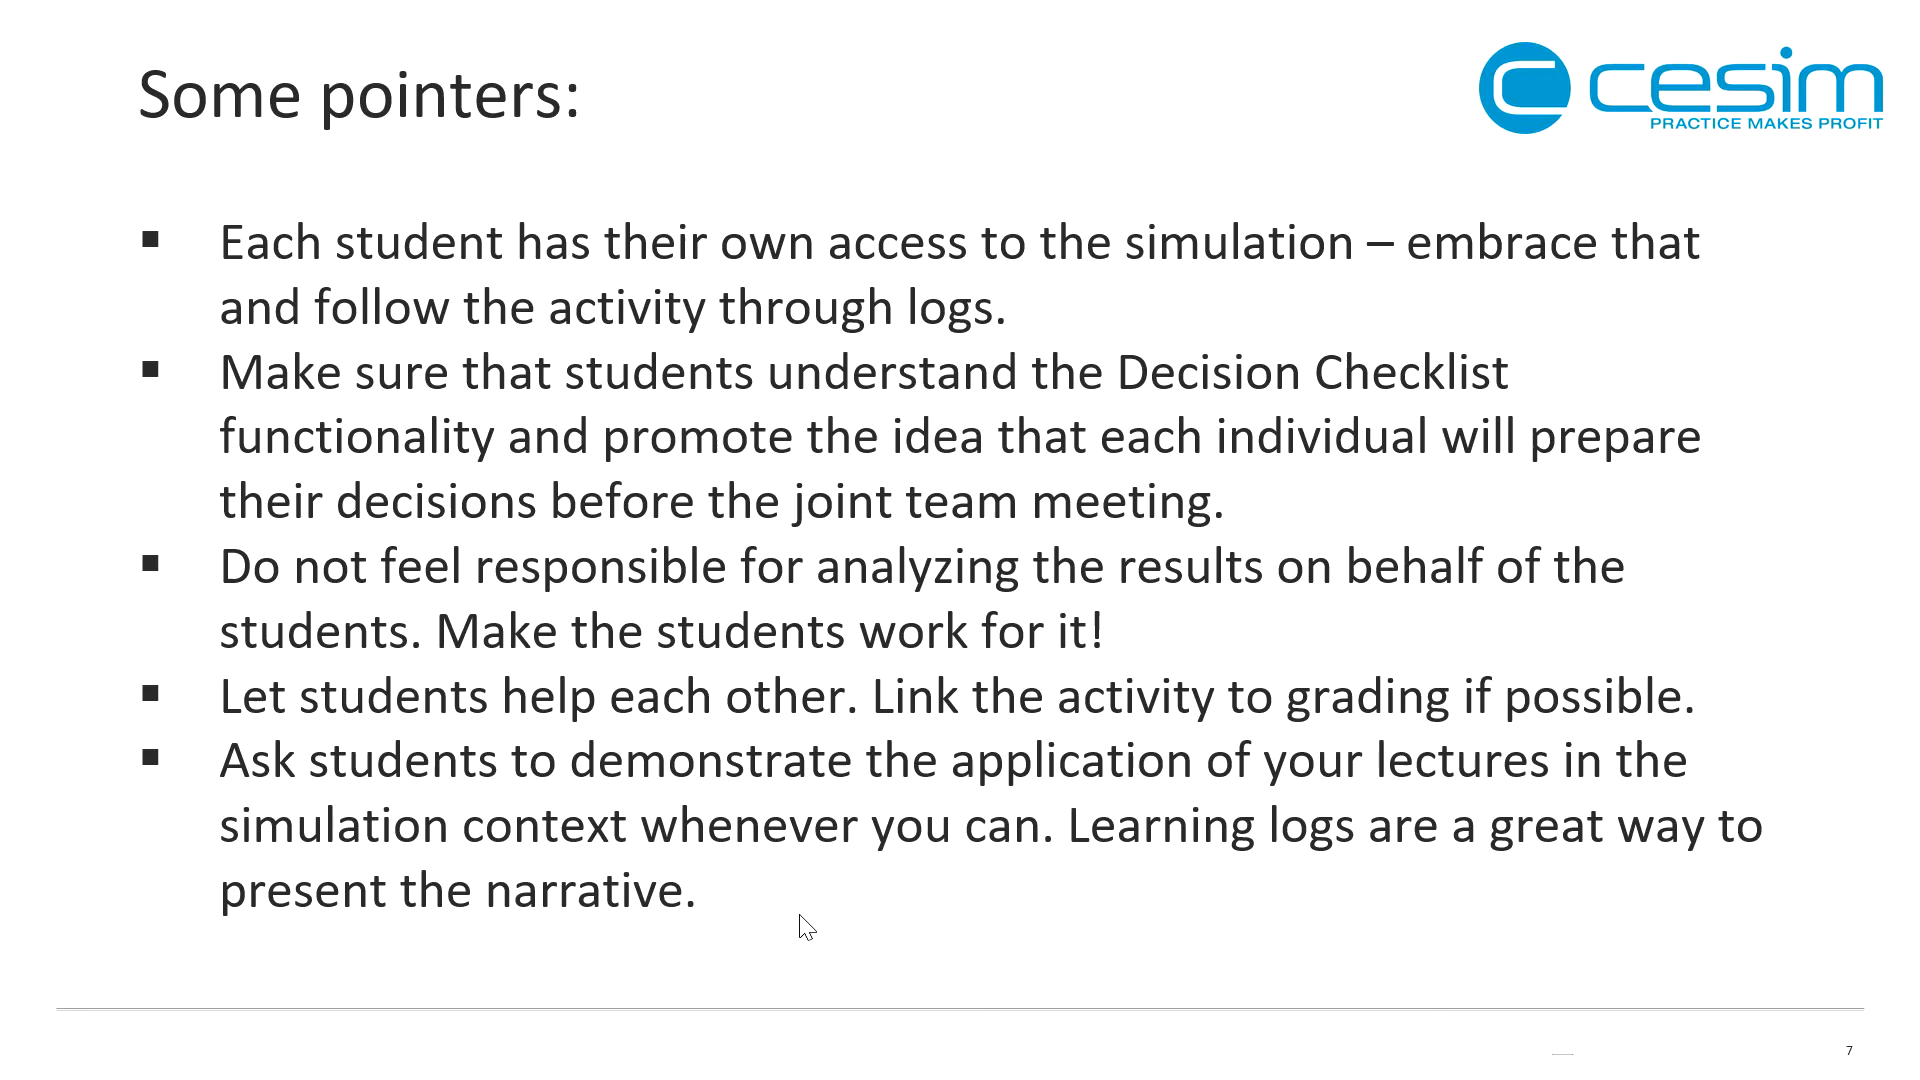 Some pointers:
cesim
PRACTICE MAKES PROFIT
▪ Each student has their own access to the simulation – embrace that
and follow the activity through logs.
▪ Make sure that students understand the Decision Checklist
functionality and promote the idea that each individual will prepare
their decisions before the joint team meeting.
▪ Do not feel responsible for analyzing the results on behalf of the
students. Make the students work for it!
▪ Let students help each other. Link the activity to grading if possible.
▪ Ask students to demonstrate the application of your lectures in the
simulation context whenever you can. Learning logs are a great way to
present the narrative.
7